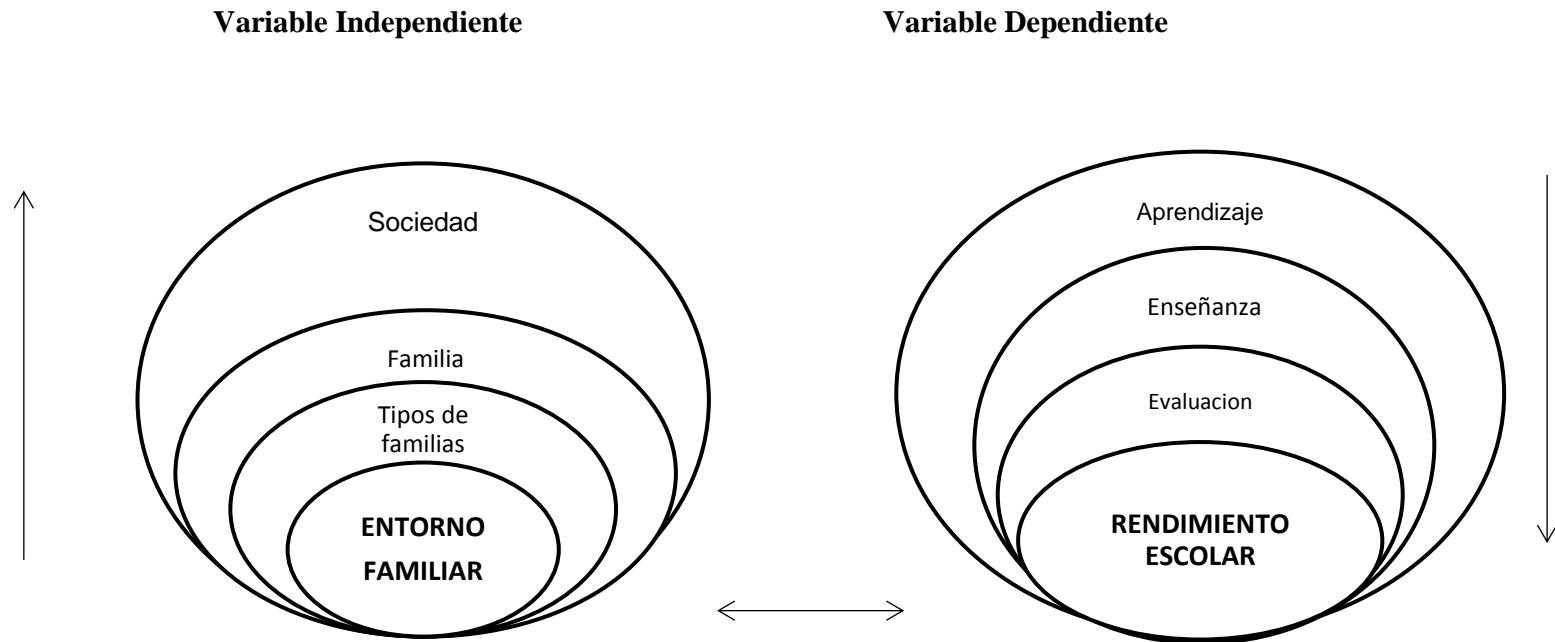 Variable Independiente
Variable Dependiente
Sociedad
Familia
Tipos de
familias
ENTORNO
FAMILIAR
Aprendizaje
Enseñanza
Evaluacion
RENDIMIENTO
ESCOLAR